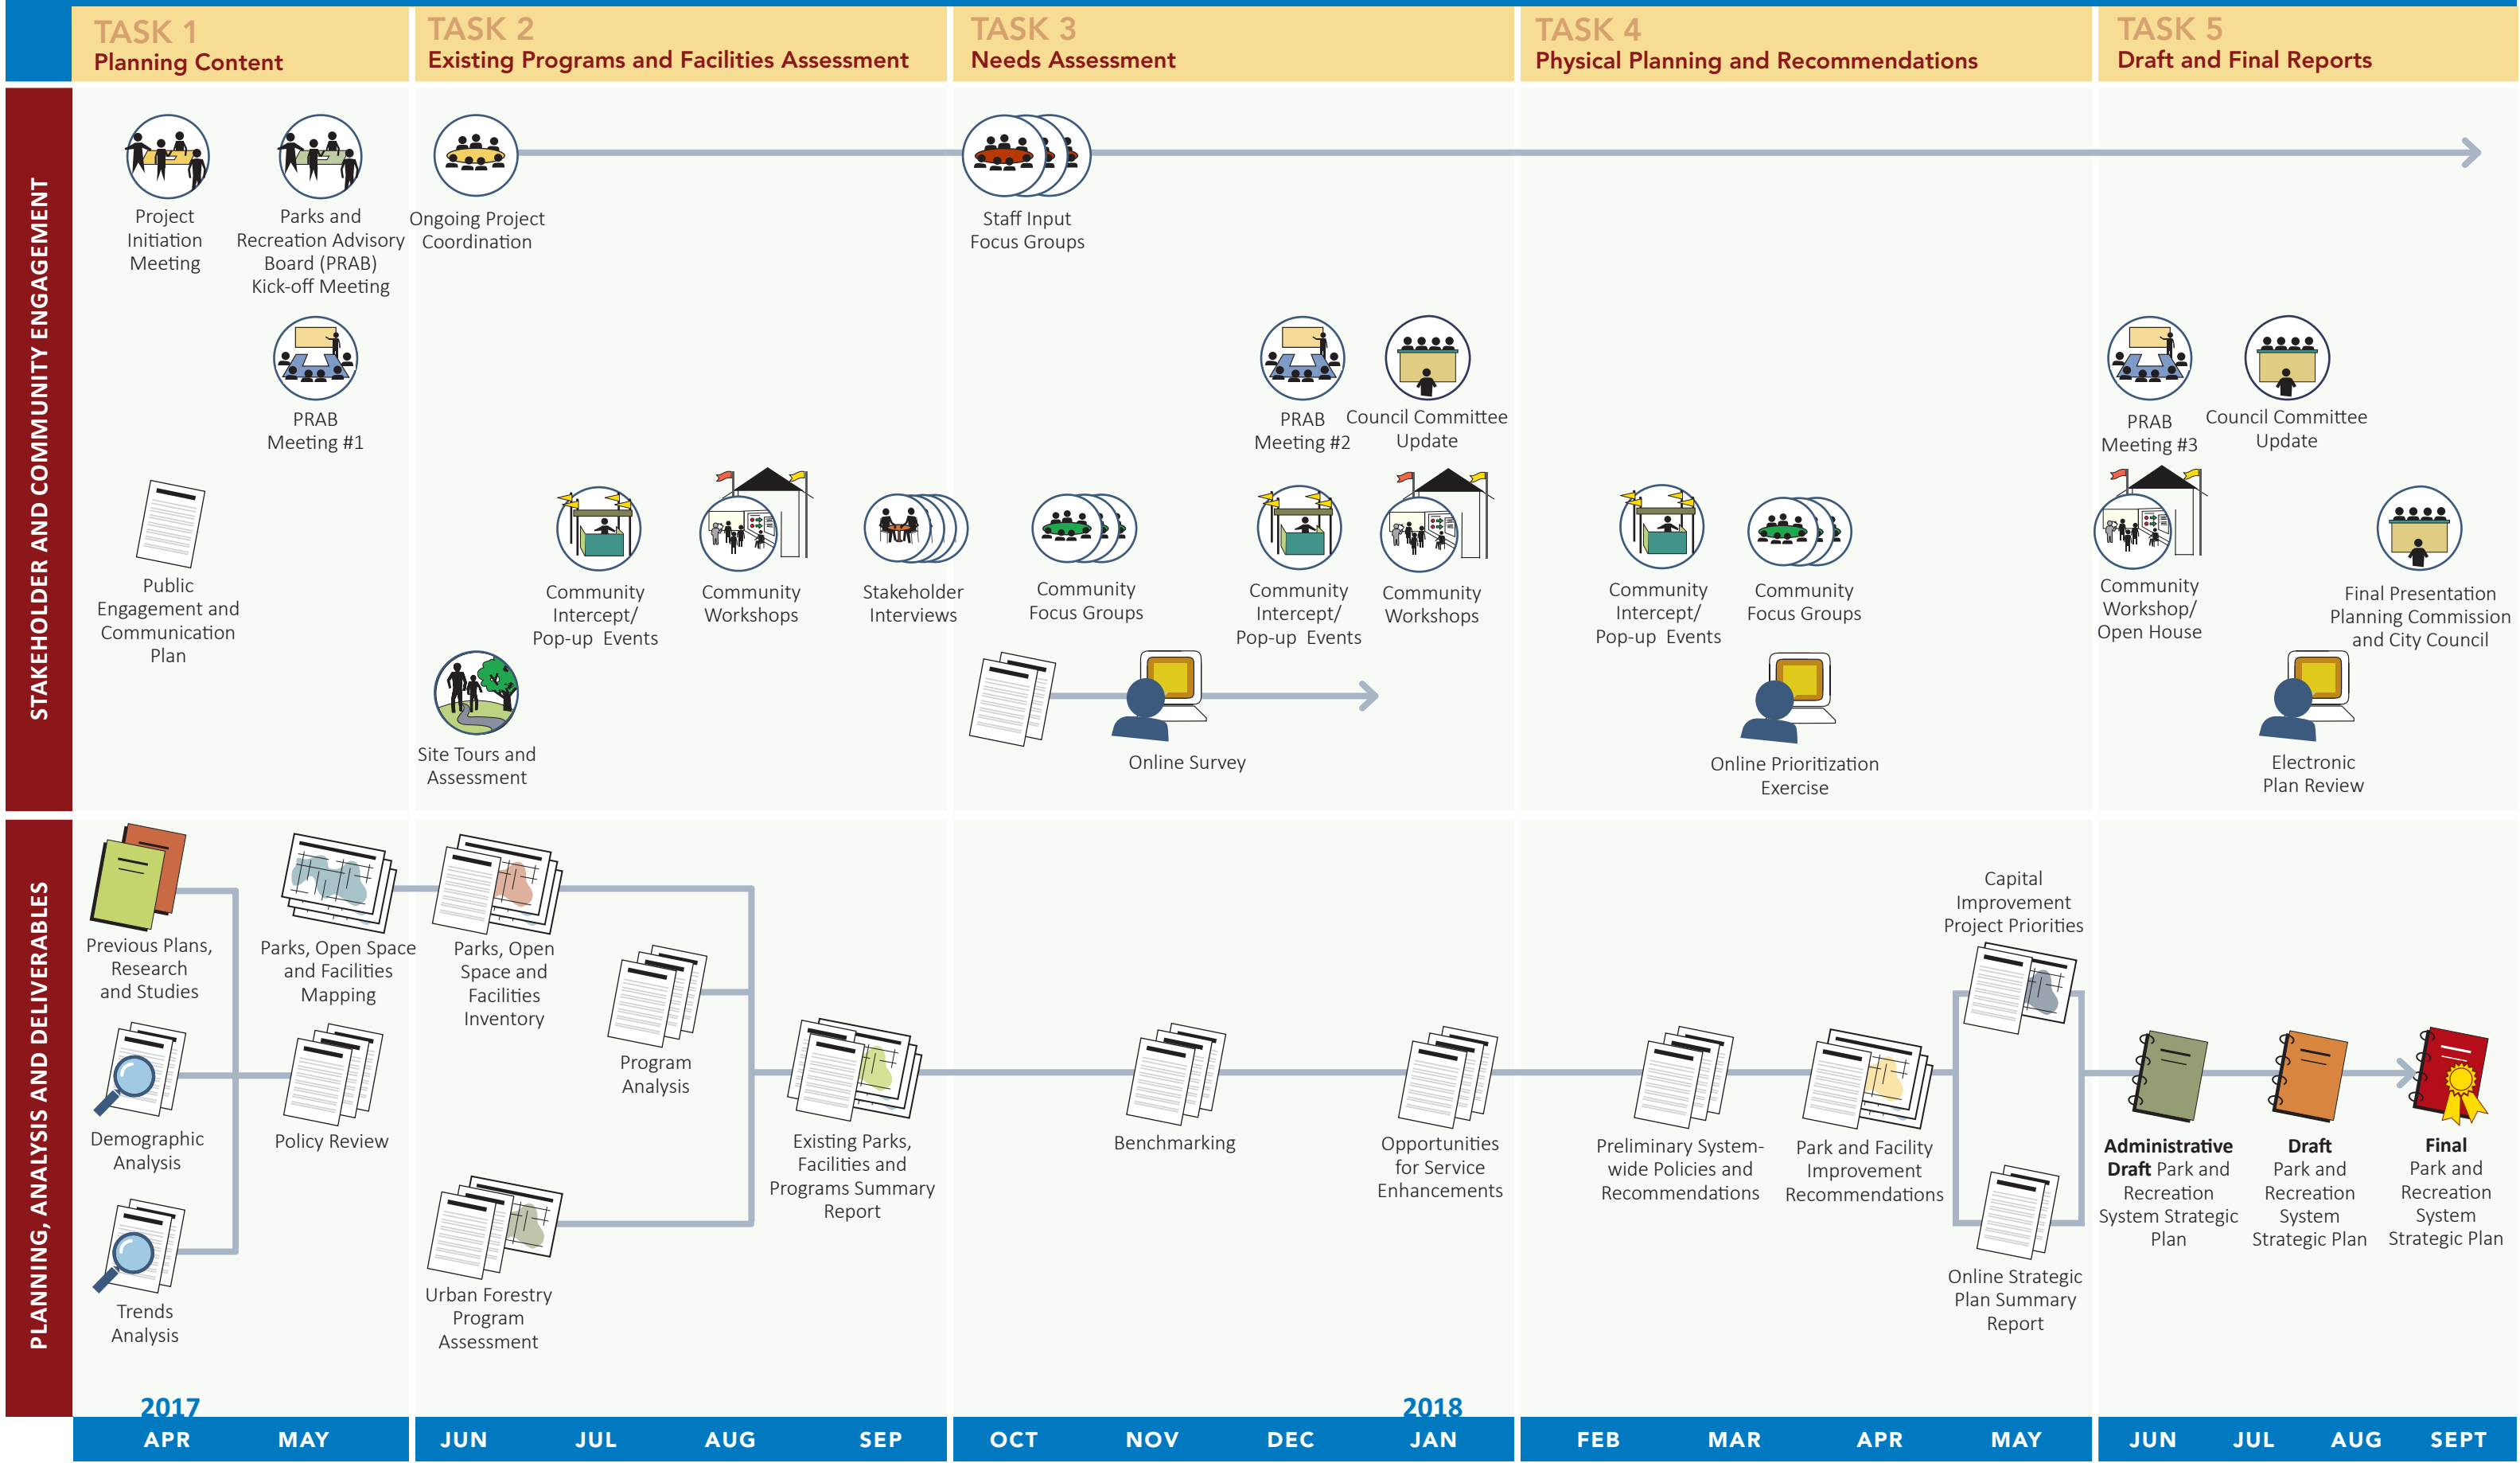 TASK 1
Planning Content
TASK 2
Existing Programs and Facilities Assessment
TASK 3
Needs Assessment
TASK 4
Physical Planning and Recommendations
TASK 5
Draft and Final Reports
STAKEHOLDER AND COMMUNITY ENGAGEMENT
Project
Initiation
Meeting
Parks and
Recreation Advisory
Board (PRAB)
Kick-off Meeting
Ongoing Project
Coordination
Staff Input
Focus Groups
PRAB
Meeting #1
PRAB
Meeting #2
Council Committee
Update
PRAB
Meeting #3
Council Committee
Update
Public
Engagement and
Communication
Plan
Community
Intercept/
Pop-up Events
Community
Workshops
Stakeholder
Interviews
Community
Focus Groups
Community
Intercept/
Pop-up Events
Community
Workshops
Community
Intercept/
Pop-up Events
Community
Focus Groups
Community
Workshop/
Open House
Final Presentation
Planning Commission
and City Council
Site Tours and
Assessment
Online Survey
Online Prioritization
Exercise
Electronic
Plan Review
PLANNING, ANALYSIS AND DELIVERABLES
Previous Plans,
Research
and Studies
Parks, Open Space
and Facilities
Mapping
Parks, Open
Space and
Facilities
Inventory
Program
Analysis
Capital
Improvement
Project Priorities
Demographic
Analysis
Policy Review
Existing Parks,
Facilities and
Programs Summary
Report
Benchmarking
Opportunities
for Service
Enhancements
Preliminary System-
wide Policies and
Recommendations
Park and Facility
Improvement
Recommendations
Administrative
Draft Park and
Recreation
System Strategic
Plan
Draft
Park and
Recreation
System
Strategic Plan
Final
Park and
Recreation
System
Strategic Plan
Trends
Analysis
Urban Forestry
Program
Assessment
Online Strategic
Plan Summary
Report
2017
2018
APR
MAY
JUN
JUL
AUG
SEP
OCT
NOV
DEC
JAN
FEB
MAR
APR
MAY
JUN
JUL
AUG
SEPT